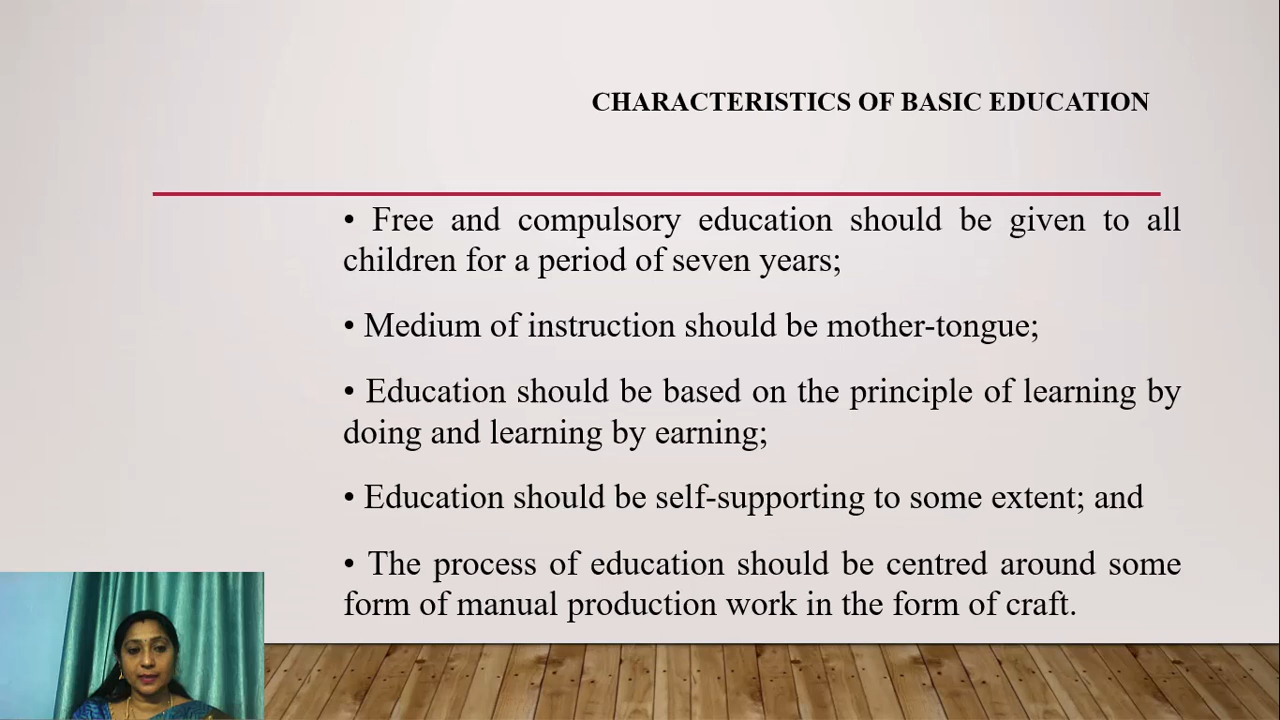 CHARACTERISTICS OF BASIC EDUCATION
• Free and compulsory education should be given to all
children for a period of seven years;
• Medium of instruction should be mother-tongue;
• Education should be based on the principle of learning by
doing and learning by earning;
• Education should be self-supporting to some extent; and
• The process of education should be centred around some
form of manual production work in the form of craft.